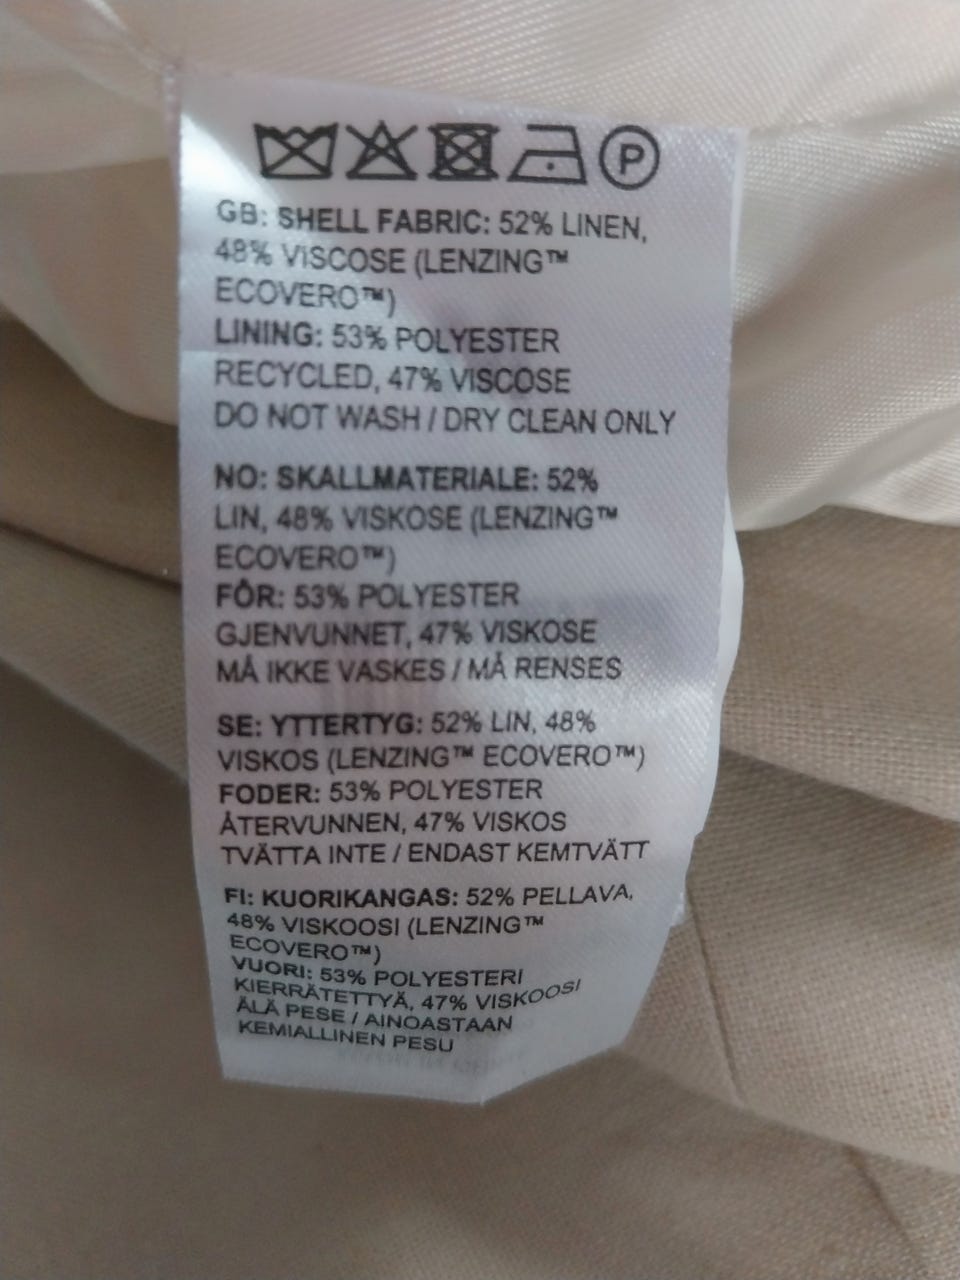 P
GB: SHELL FABRIC: 52% LINEN,
48% VISCOSE (LENZING™
ECOVERO™)
LINING: 53% POLYESTER
RECYCLED, 47% VISCOSE
DO NOT WASH / DRY CLEAN ONLY
NO: SKALLMATERIALE: 52%
LIN, 48% VISKOSE (LENZING™
ECOVERO™)
FÔR: 53% POLYESTER
GJENVUNNET, 47% VISKOSE
MÅ IKKE VASKES / MÅ RENSES
SE: YTTERTYG: 52% LIN, 48%
VISKOS (LENZING™ ECOVERO™)
FODER: 53% POLYESTER
ÅTERVUNNEN, 47% VISKOS
TVÄTTA INTE / ENDAST KEMTVÄTT
FI: KUORIKANGAS: 52% PELLAVA,
48% VISKOOSI (LENZING™
ECOVERO™)
VUORI: 53% POLYESTERI
KIERRÄTETTYÄ, 47% VISKOOSI
ÄLÄ PESE / AINOASTAAN
KEMIALLINEN PESU